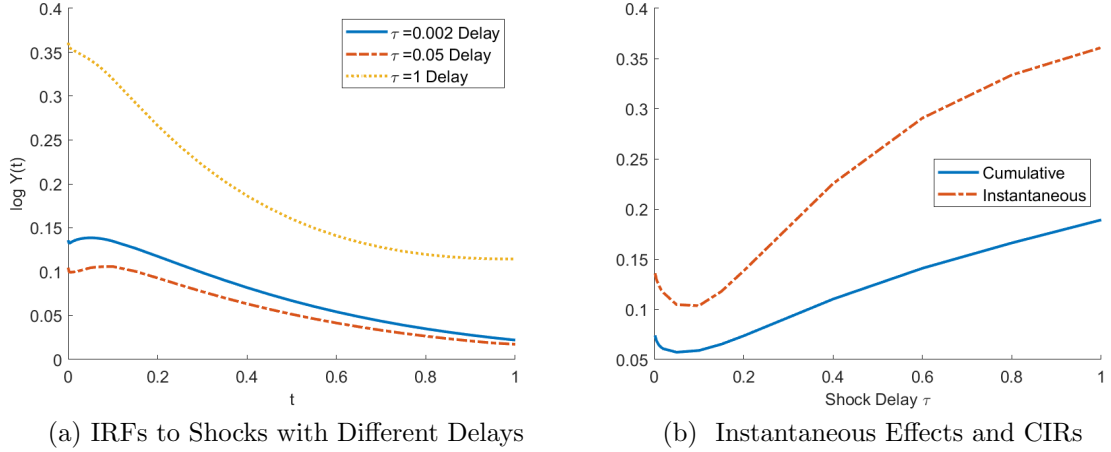 0.4
0.35
0.3
0.25
0.2
0.15
0.1
0.05
0
log Y(t)
τ =0.002 Delay
τ =0.05 Delay
τ =1 Delay
0 0.2 0.4 0.6 0.8 1
t
(a) IRFs to Shocks with Different Delays
0.4
0.35
0.3
0.25
0.2
0.15
0.1
0.05
Cumulative
Instantaneous
0 0.2 0.4 0.6 0.8 1
Shock Delay τ
(b) Instantaneous Effects and CIRs